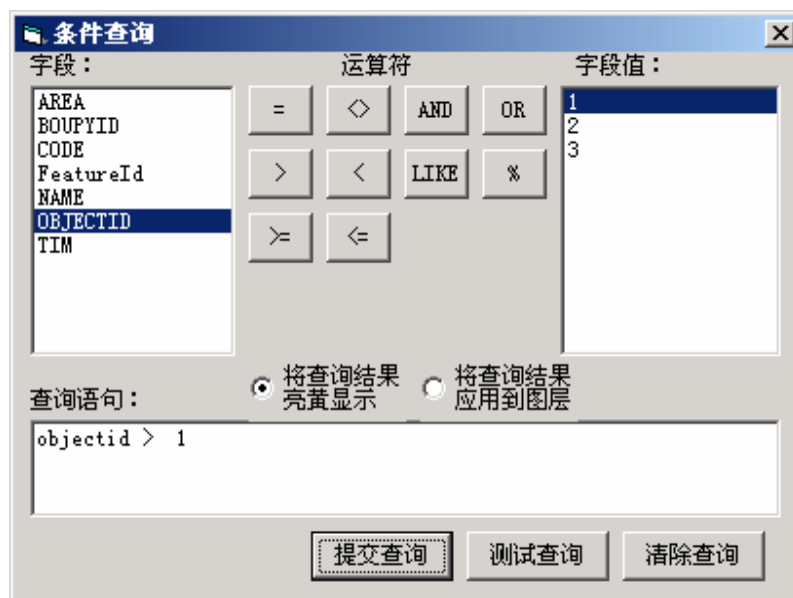 条件查询
字段：
运算符
字段值：
AREA
BOUPYID
CODE
FeatureId
NAME
OBJECTID
TIM
= <> AND OR
> < LIKE %
>= <=
1
2
3
将查询结果
亮黄显示
将查询结果
应用到图层
查询语句：
objectid > 1
提交查询 测试查询 清除查询